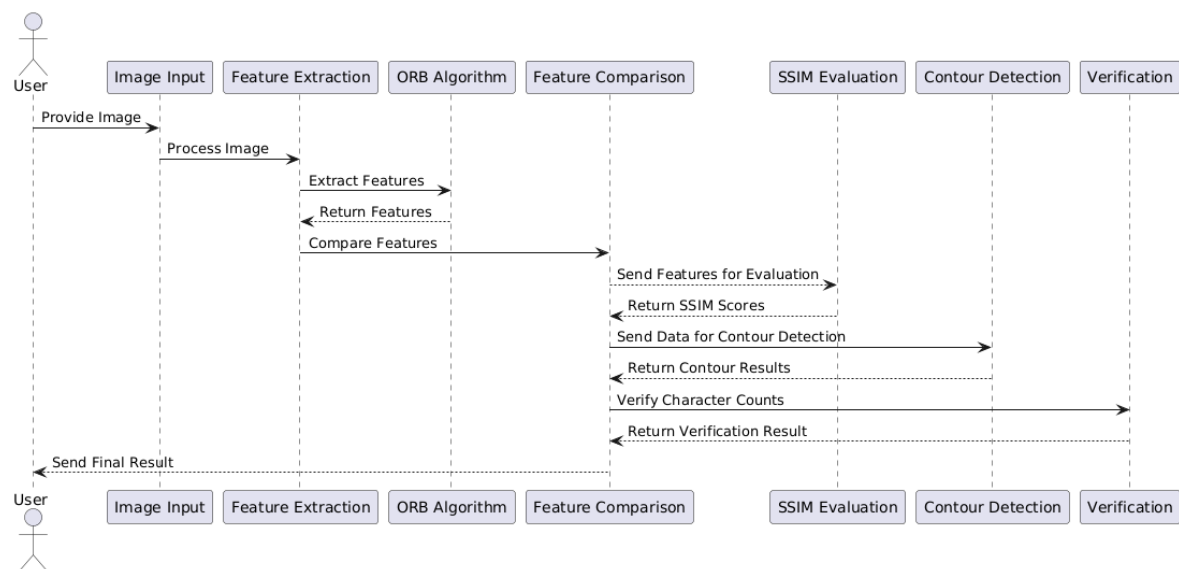 User
Image Input
Feature Extraction
ORB Algorithm
Feature Comparison
SSIM Evaluation
Contour Detection
Verification
Provide Image
Process Image
Extract Features
Return Features
Compare Features
Send Features for Evaluation
Return SSIM Scores
Send Data for Contour Detection
Return Contour Results
Verify Character Counts
Return Verification Result
Send Final Result
User
Image Input
Feature Extraction
ORB Algorithm
Feature Comparison
SSIM Evaluation
Contour Detection
Verification